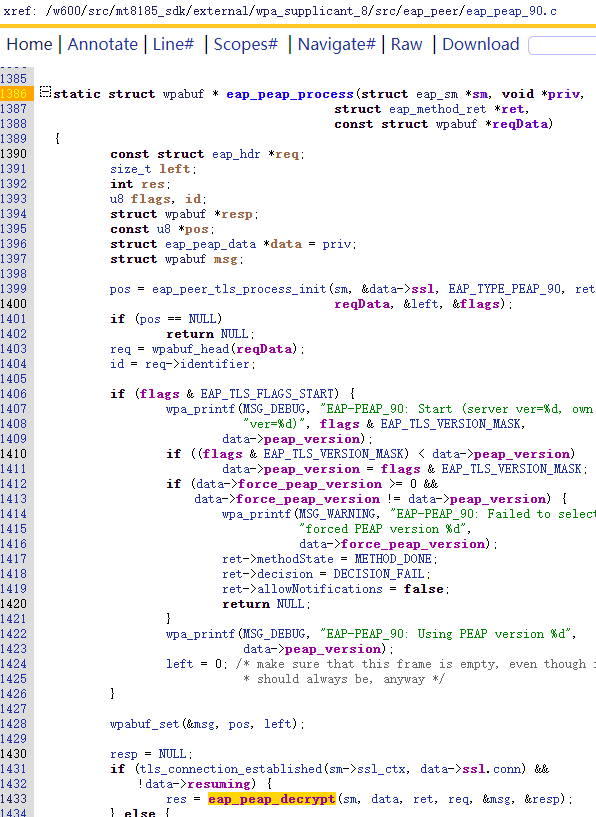 xref: /w600/src/mt8185_sdk/external/wpa_supplicant_8/src/eap_peer/eap_peap_90.c
Home | Annotate | Line# | Scopes# | Navigate# | Raw | Download
1385
1386 static struct wpabuf * eap_peap_process(struct eap_sm *sm, void *priv,
1387 struct eap_method_ret *ret,
1388 const struct wpabuf *reqData)
1389 {
1390 const struct eap_hdr *req;
1391 size_t left;
1392 int res;
1393 u8 flags, id;
1394 struct wpabuf *resp;
1395 const u8 *pos;
1396 struct eap_peap_data *data = priv;
1397 struct wpabuf msg;
1398
1399 pos = eap_peer_tls_process_init(sm, &data->ssl, EAP_TYPE_PEAP_90, ret
1400 reqData, &left, &flags);
1401 if (pos == NULL)
1402 return NULL;
1403 req = wpabuf_head(reqData);
1404 id = req->identifier;
1405
1406 if (flags & EAP_TLS_FLAGS_START) {
1407 wpa_printf(MSG_DEBUG, "EAP-PEAP_90: Start (server ver=%d, own
1408 "ver=%d)", flags & EAP_TLS_VERSION_MASK,
1409 data->peap_version);
1410 if ((flags & EAP_TLS_VERSION_MASK) < data->peap_version)
1411 data->peap_version = flags & EAP_TLS_VERSION_MASK;
1412 if (data->force_peap_version >= 0 &&
1413 data->force_peap_version != data->peap_version) {
1414 wpa_printf(MSG_WARNING, "EAP-PEAP_90: Failed to select
1415 "forced PEAP version %d",
1416 data->force_peap_version);
1417 ret->methodState = METHOD_DONE;
1418 ret->decision = DECISION_FAIL;
1419 ret->allowNotifications = false;
1420 return NULL;
1421 }
1422 wpa_printf(MSG_DEBUG, "EAP-PEAP_90: Using PEAP version %d",
1423 data->peap_version);
1424 left = 0; /* make sure that this frame is empty, even though
1425 * should always be, anyway */
1426 }
1427
1428 wpabuf_set(&msg, pos, left);
1429
1430 resp = NULL;
1431 if (tls_connection_established(sm->ssl_ctx, data->ssl.conn) &&
1432 !data->resuming) {
1433 res = eap_peap_decrypt(sm, data, ret, req, &msg, &resp);
1434 } else {